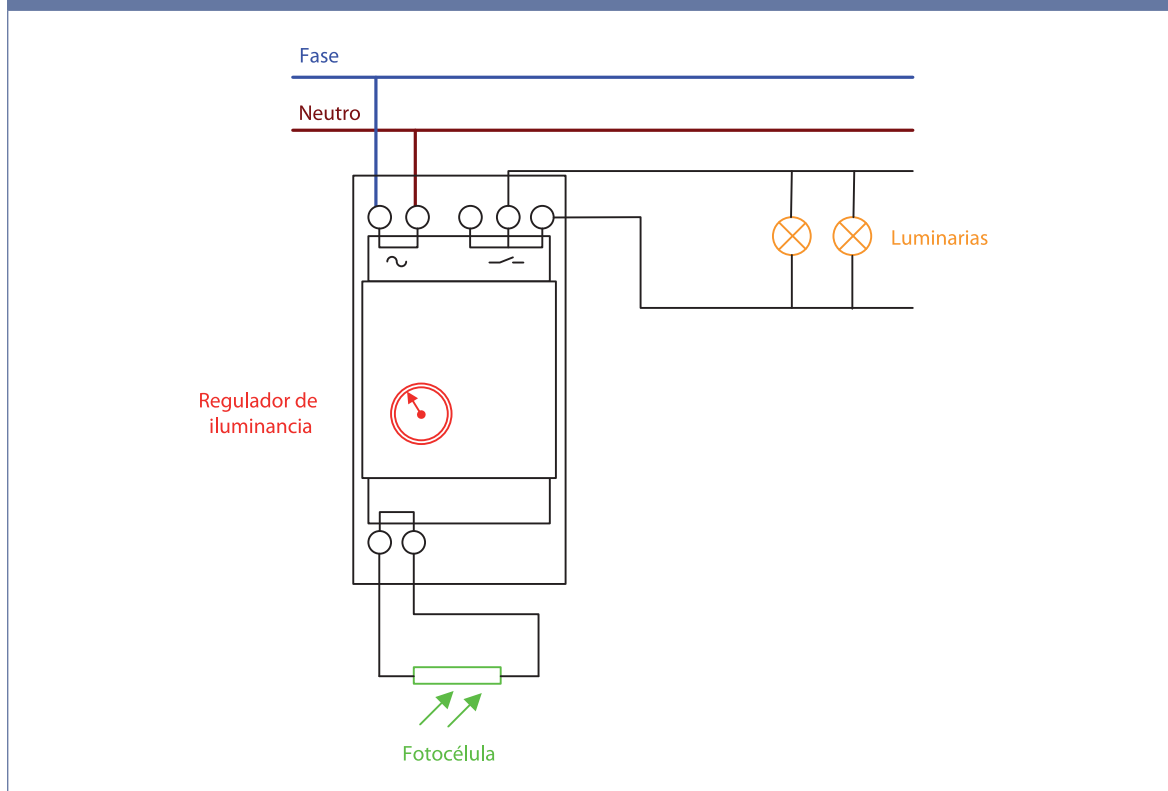 Fase
Neutro
Luminarias
Regulador de
iluminancia
Fotocélula